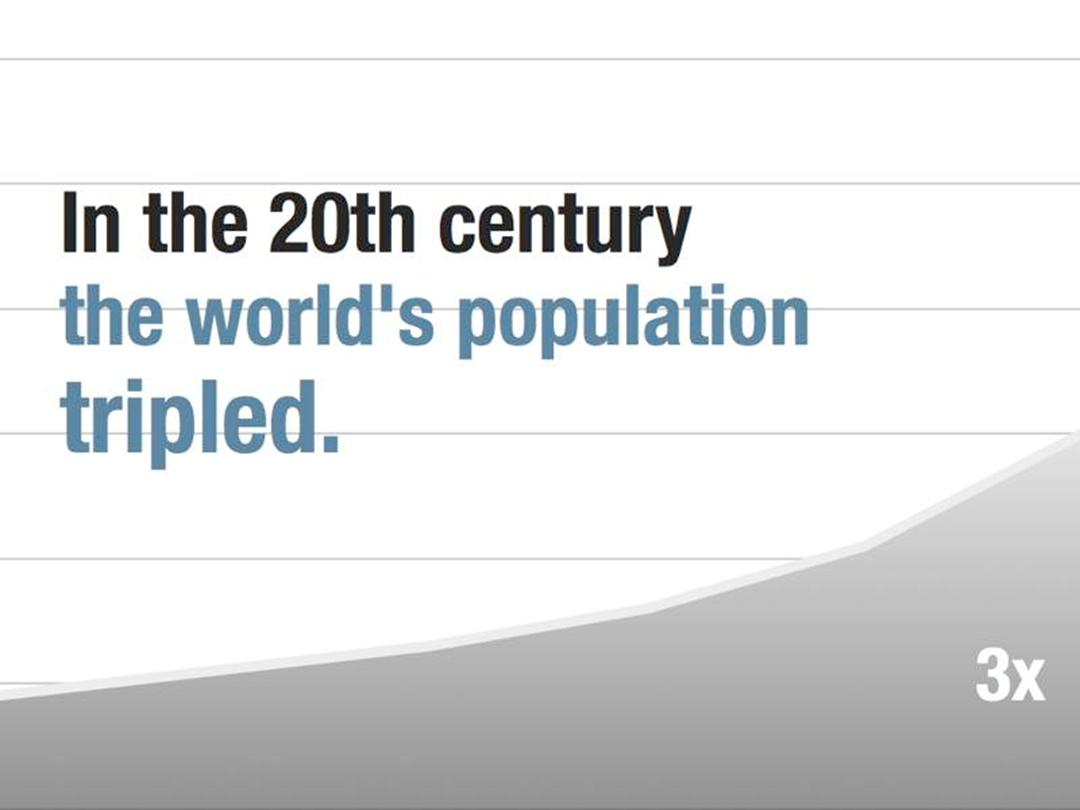 In the 20th century
the world's population
tripled.
3x